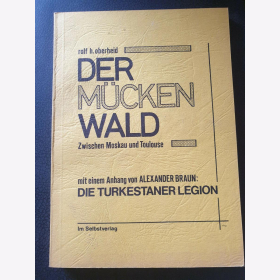 rolf h. oberheid
DER
MÜCKEN
WALD
Zwischen Moskau und Toulouse
mit einem Anhang von ALEXANDER BRAUN:
DIE TURKESTANER LEGION
Im Selbstverlag